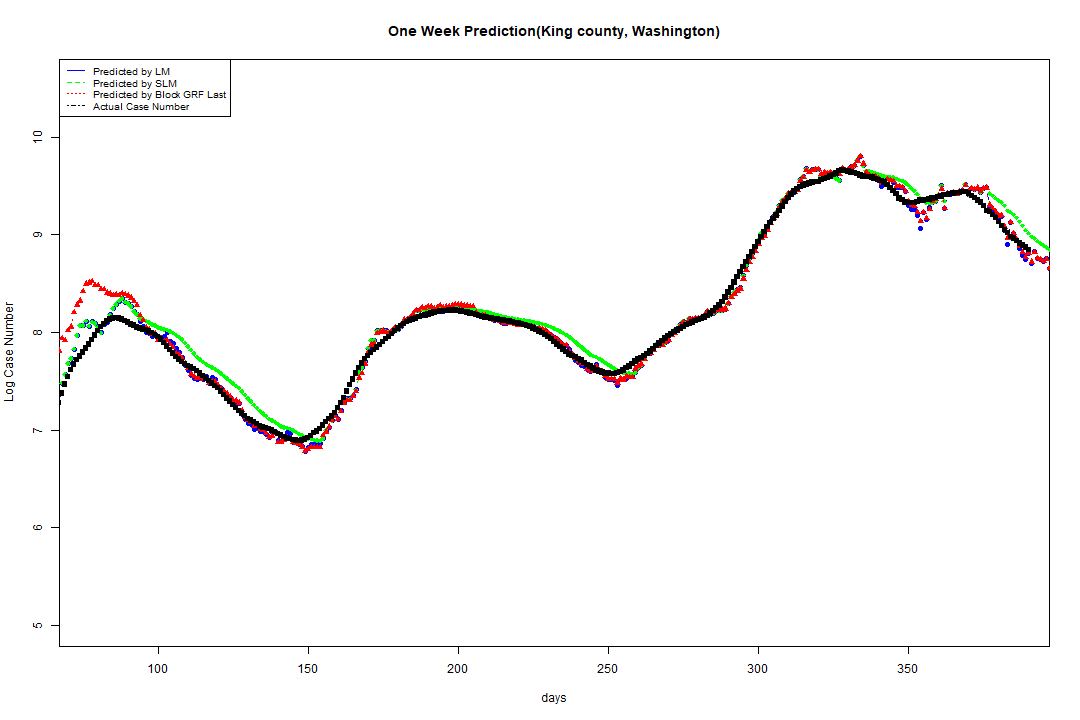 One Week Prediction(King county, Washington)
Predicted by LM
Predicted by SLM
Predicted by Block GRF Last
Actual Case Number
10
9
8
7
6
5
Log Case Number
100 150 200 250 300 350
days